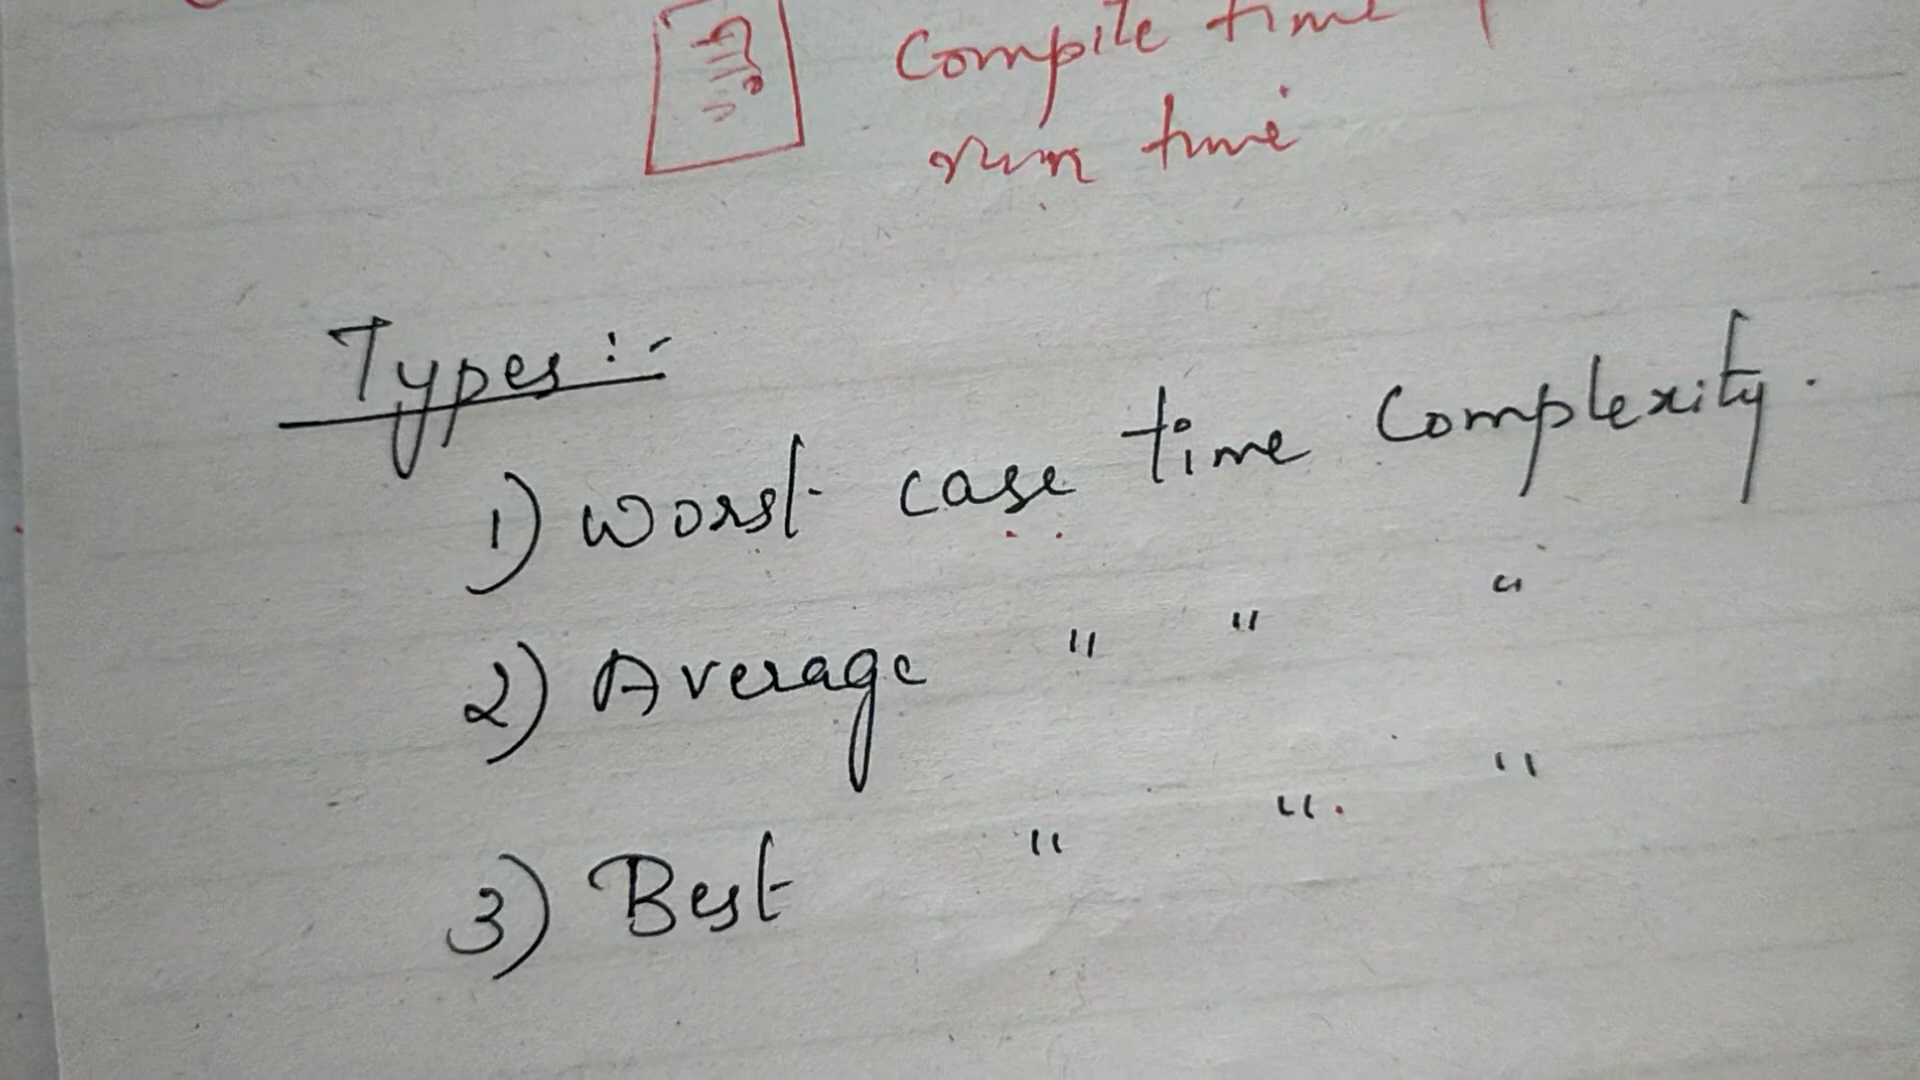 Compile time
run time
Types :-
1) Worst case time Complexity.
2) Average " " "
3) Best " " "